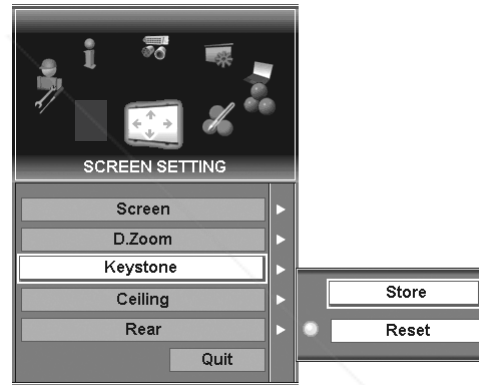 SCREEN SETTING
Screen
D.Zoom
Keystone
Ceiling
Rear
Quit
Store
Reset